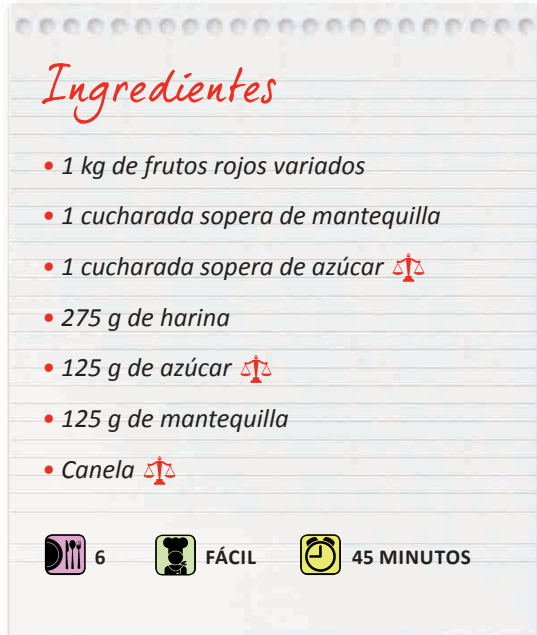 Ingredientes
• 1 kg de frutos rojos variados
• 1 cucharada sopera de mantequilla
• 1 cucharada sopera de azúcar
• 275 g de harina
• 125 g de azúcar
• 125 g de mantequilla
• Canela
6 FÁCIL 45 MINUTOS